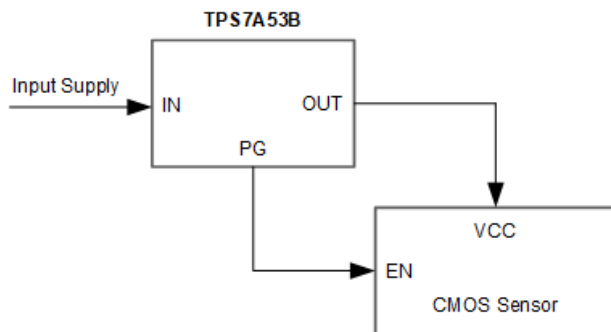 TPS7A53B
Input Supply
IN
OUT
PG
VCC
EN
CMOS Sensor